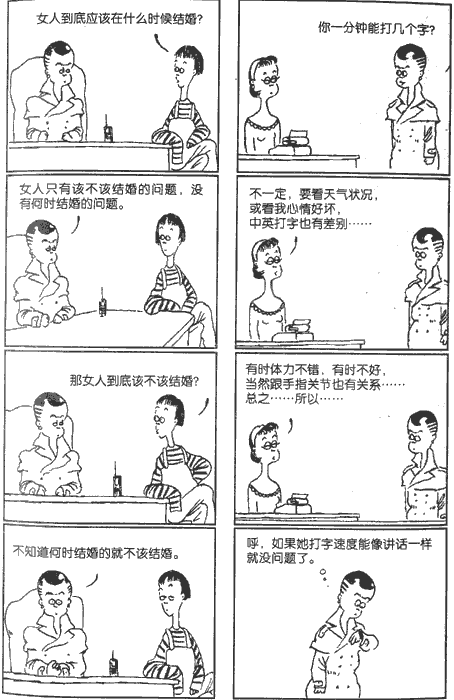 女人到底应该在什么时候结婚?
女人只有该不该结婚的问题，没
有何时结婚的问题。
那女人到底该不该结婚?
不知道何时结婚的就不该结婚。
你一分钟能打几个字?
不一定，要看天气状况，
或看我心情好坏，
中英打字也有差别……
有时体力不错，有时不好，
当然跟手指关节也有关系……
总之……所以……
呼，如果她打字速度能像讲话一样
就没问题了。